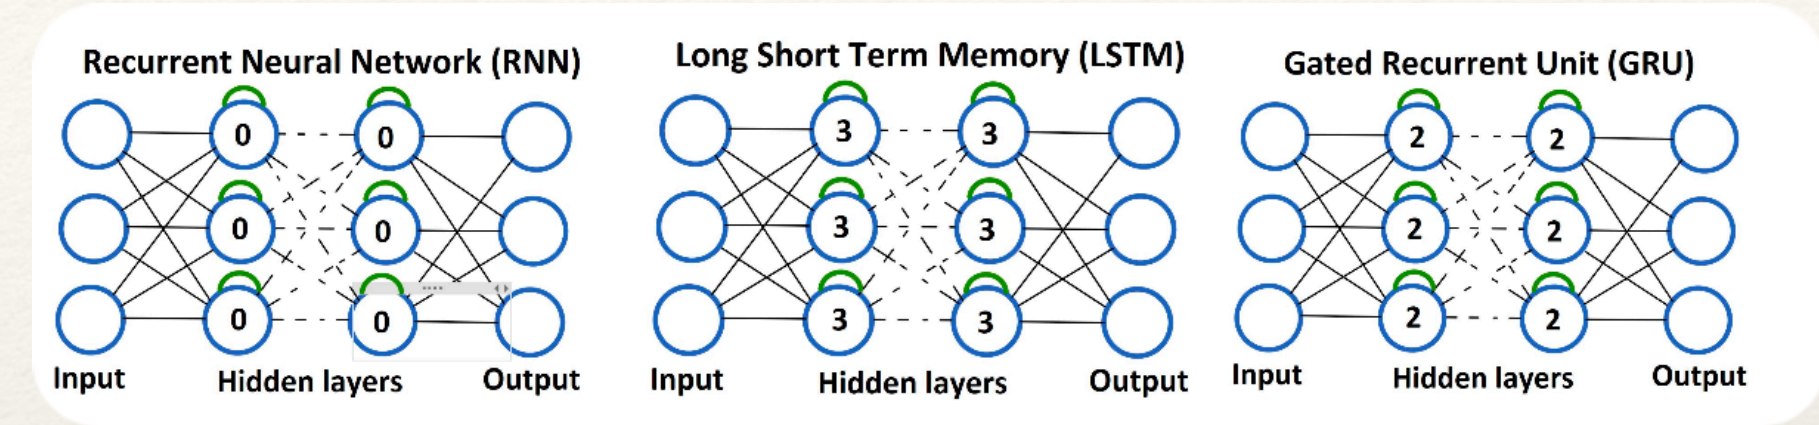 Recurrent Neural Network (RNN)
0 0
0 0
0 0
Input Hidden layers Output
Long Short Term Memory (LSTM)
3 3
3 3
3 3
Input Hidden layers Output
Gated Recurrent Unit (GRU)
2 2
2 2
2 2
Input Hidden layers Output